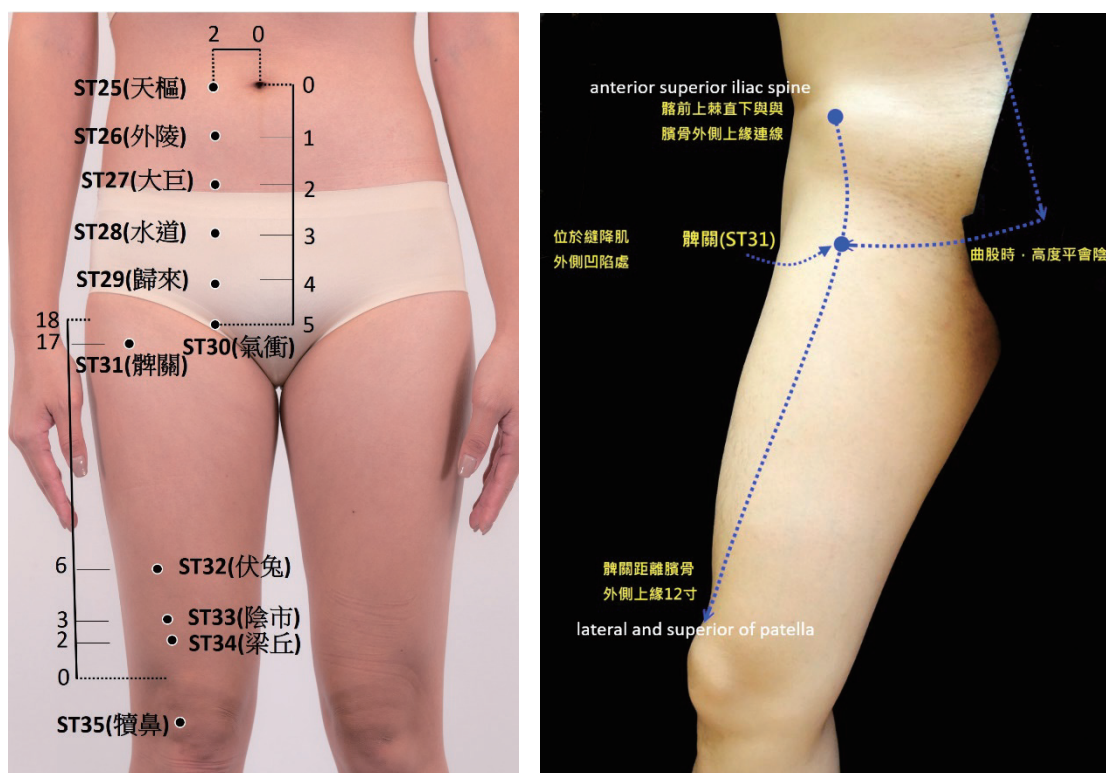 2 0
ST25(天樞)
0
ST26(外陵)
1
ST27(大巨)
2
ST28(水道)
3
ST29(歸來)
4
18
5
17
ST30(氣衝)
ST31(髀關)
6
ST32(伏兔)
3
ST33(陰市)
2
ST34(梁丘)
0
ST35(犢鼻)
anterior superior iliac spine
髂前上棘直下與與
臏骨外側上緣連線
位於縫降肌
外側凹陷處
髀關(ST31)
曲股時，高度平會陰
髀關距離臏骨
外側上緣12寸
lateral and superior of patella